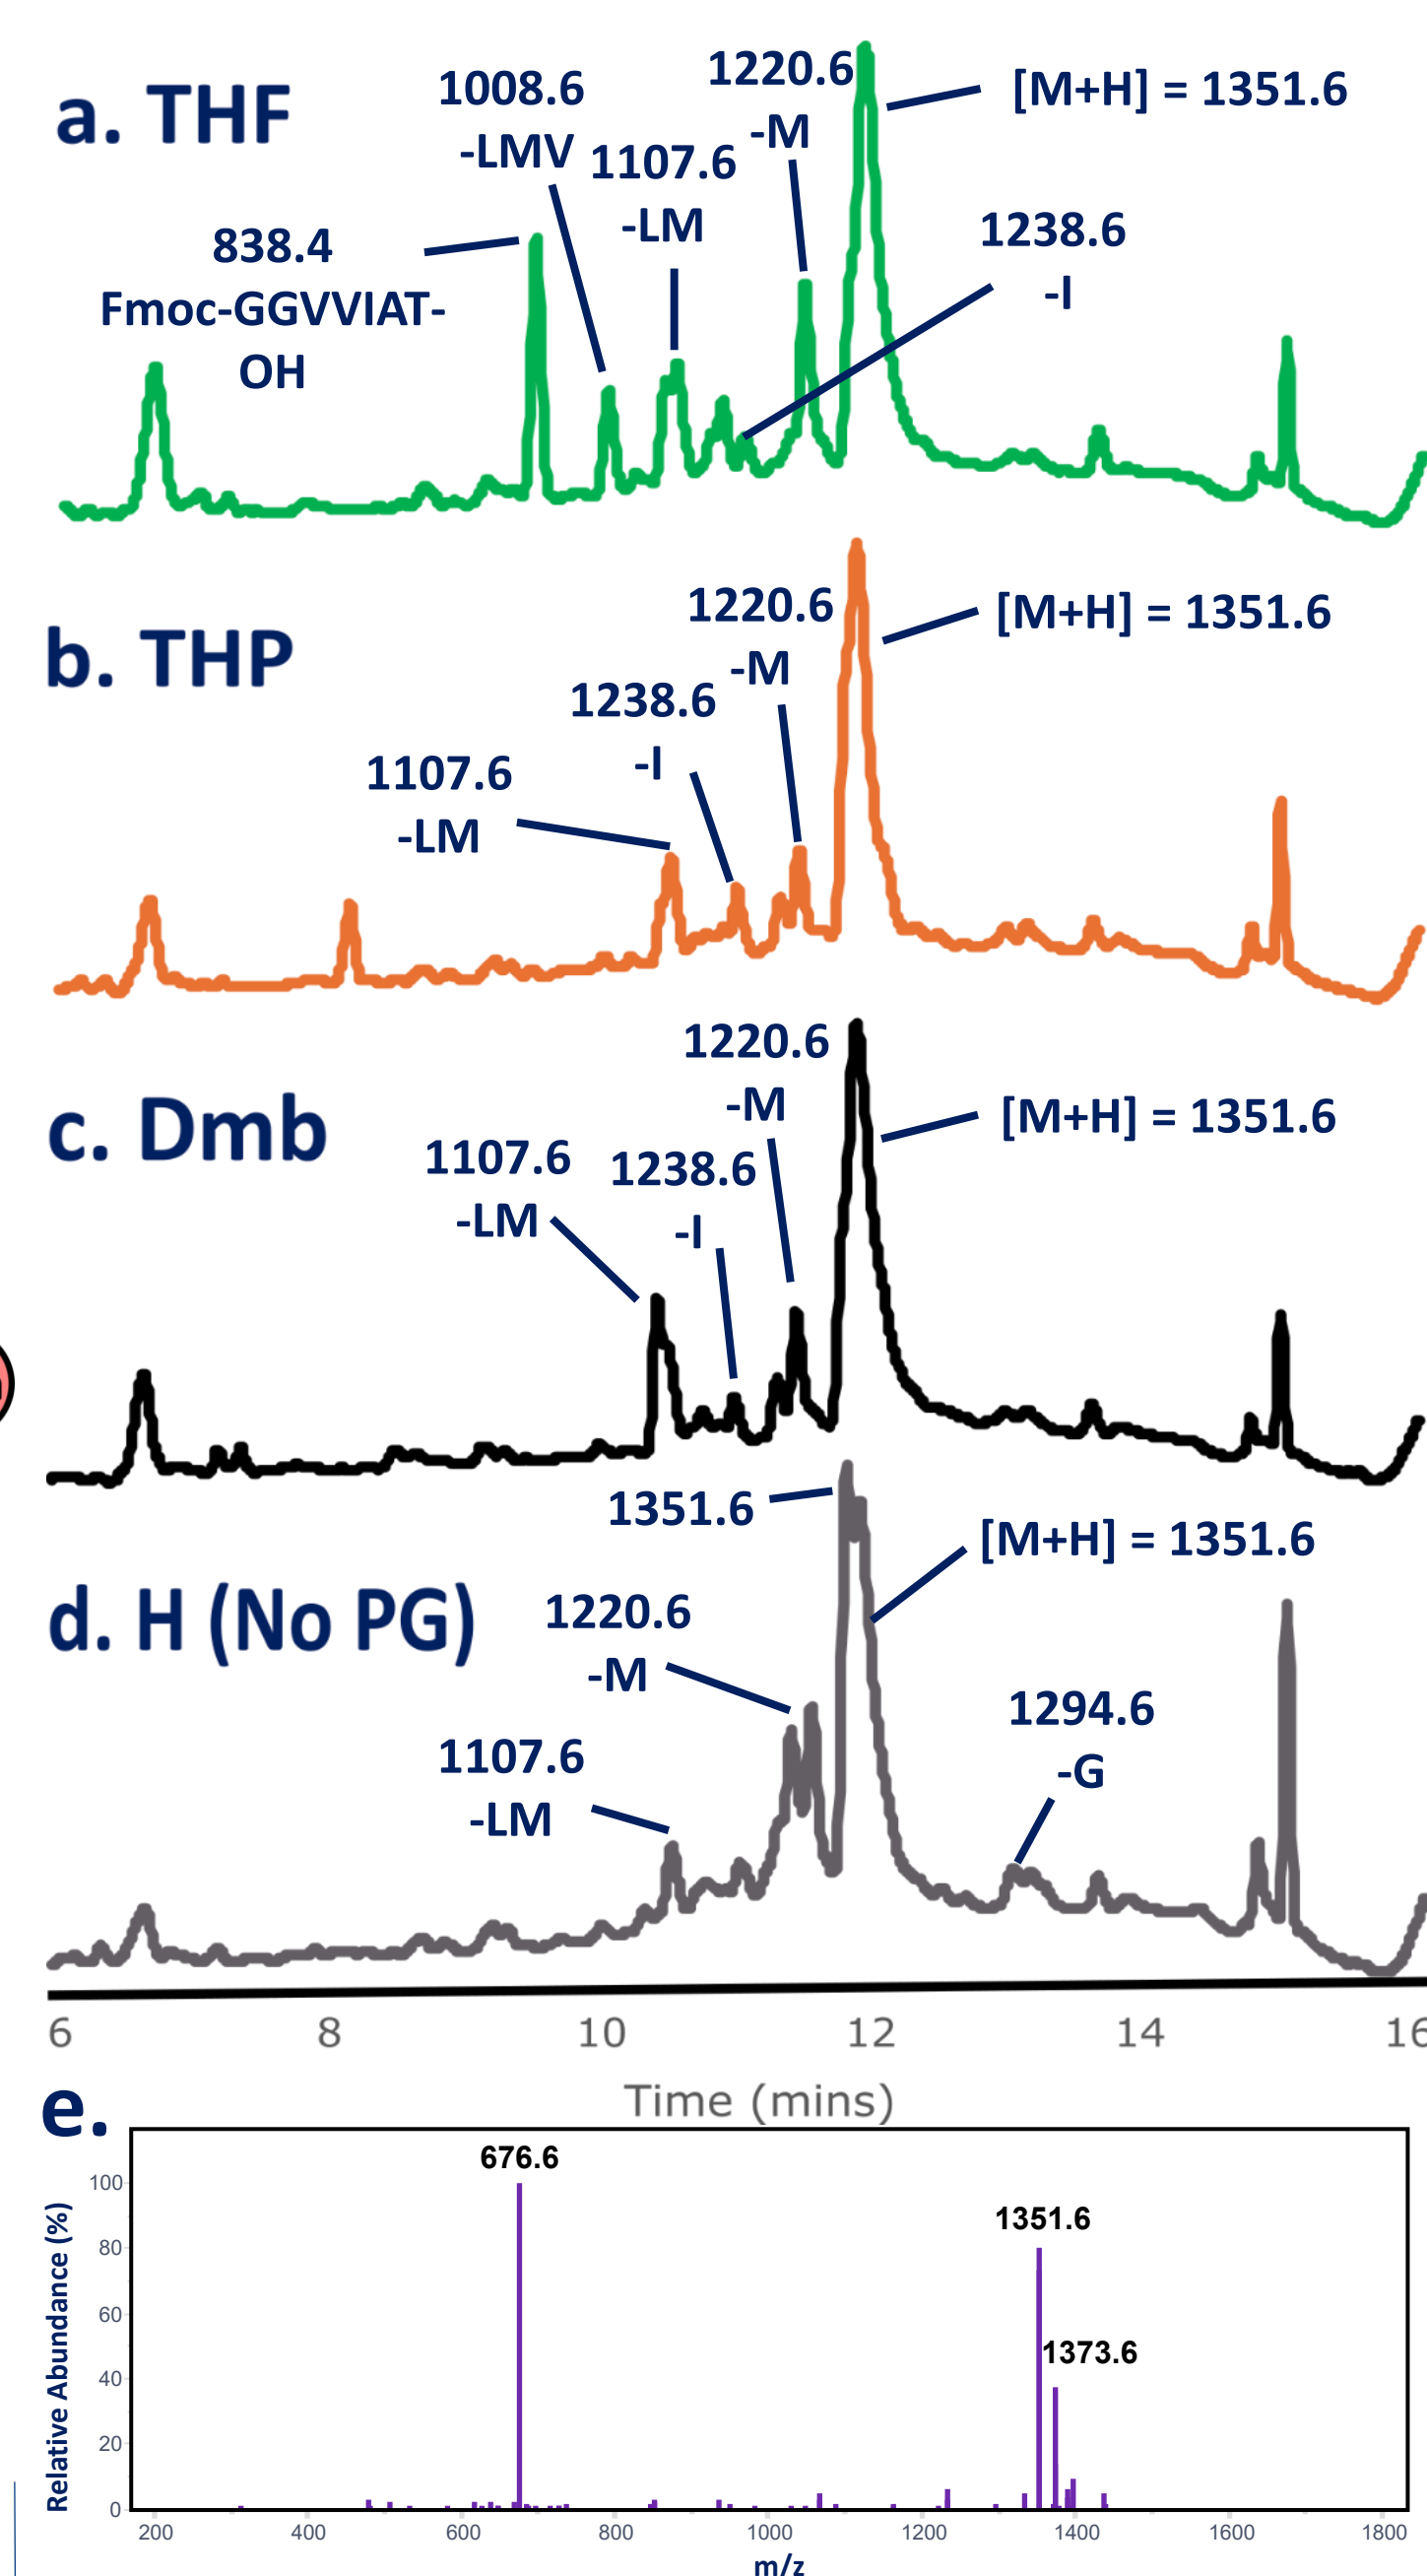 a. THF
1008.6
-LMV
1107.6
-LM
1220.6
-M
[M+H] = 1351.6
838.4
Fmoc-GGVVIAT-
OH
1238.6
-I
b. THP
1107.6
-LM
1238.6
-I
1220.6
-M
[M+H] = 1351.6
c. Dmb
1107.6
-LM
1238.6
-I
1220.6
-M
[M+H] = 1351.6
d. H (No PG)
1351.6
[M+H] = 1351.6
1220.6
-M
1107.6
-LM
1294.6
-G
6 8 10 12 14 16
Time (mins)
e.
676.6
1351.6
1373.6
Relative Abundance (%)
100
80
60
40
20
0
200 400 600 800 1000 1200 1400 1600 1800
m/z